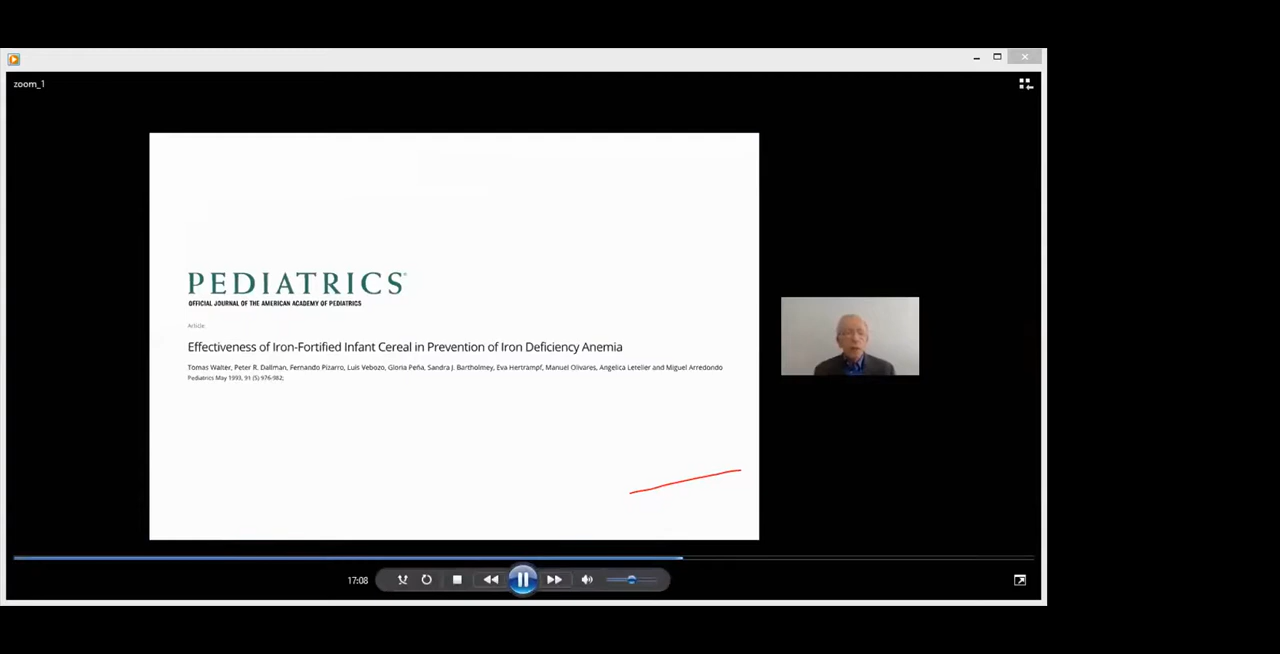 zoom_1
PEDIATRICS®
OFFICIAL JOURNAL OF THE AMERICAN ACADEMY OF PEDIATRICS
Article
Effectiveness of Iron-Fortified Infant Cereal in Prevention of Iron Deficiency Anemia
Tomas Walter, Peter R. Dallman, Fernando Pizarro, Luis Vebozo, Gloria Peña, Sandra J. Bartholmey, Eva Hertrampf, Manuel Olivares, Angelica Letelier and Miguel Arredondo
Pediatrics May 1993, 91 (5) 976-982;
17:08